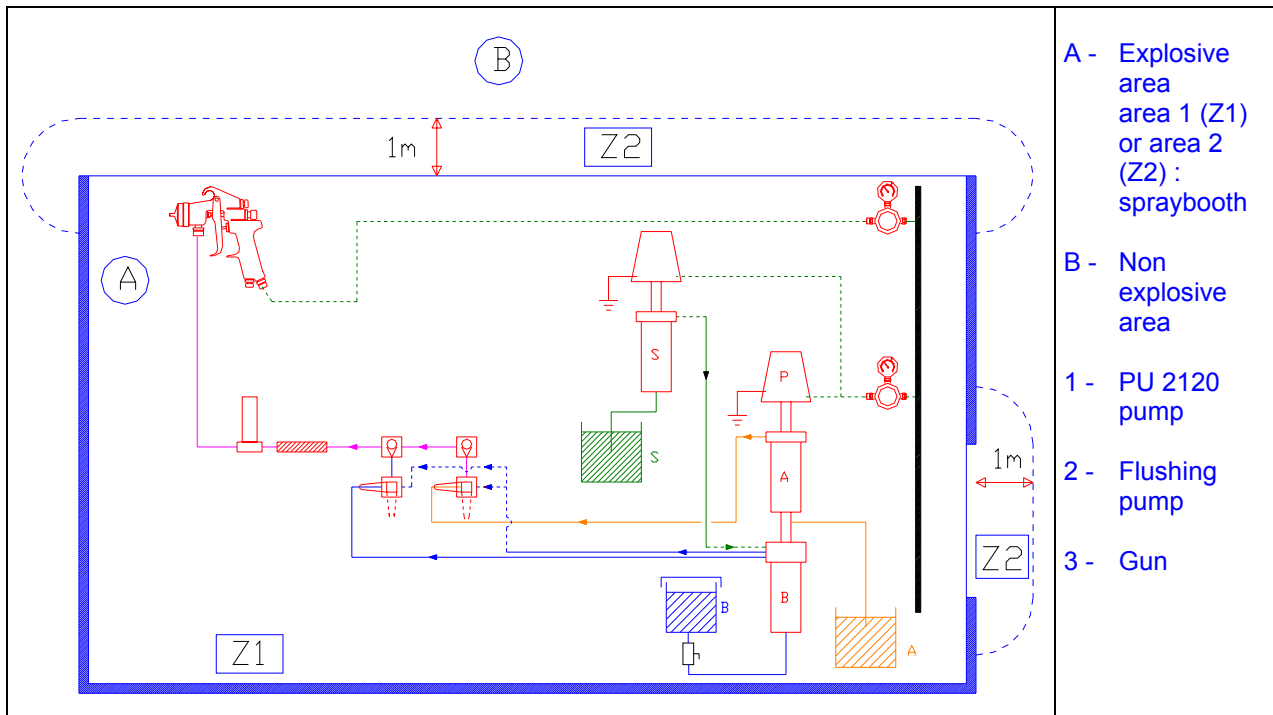 B
1m
Z2
A
S
P
S
A
1m
Z2
B
B
A
Z1
A - Explosive
area
area 1 (Z1)
or area 2
(Z2) :
spraybooth
B - Non
explosive
area
1 - PU 2120
pump
2 - Flushing
pump
3 - Gun